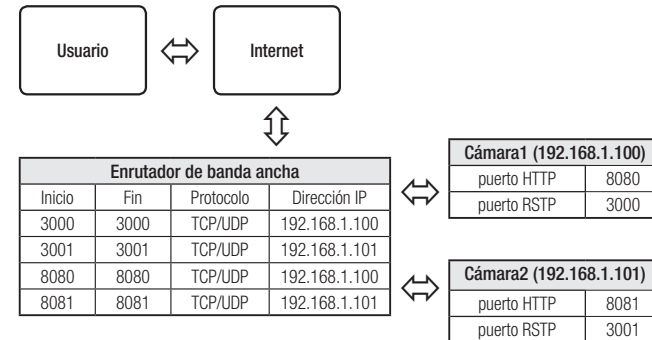 Usuario
Internet
Enrutador de banda ancha
Inicio Fin Protocolo Dirección IP
3000 3000 TCP/UDP 192.168.1.100
3001 3001 TCP/UDP 192.168.1.101
8080 8080 TCP/UDP 192.168.1.100
8081 8081 TCP/UDP 192.168.1.101
Cámara1 (192.168.1.100)
puerto HTTP 8080
puerto RSTP 3000
Cámara2 (192.168.1.101)
puerto HTTP 8081
puerto RSTP 3001